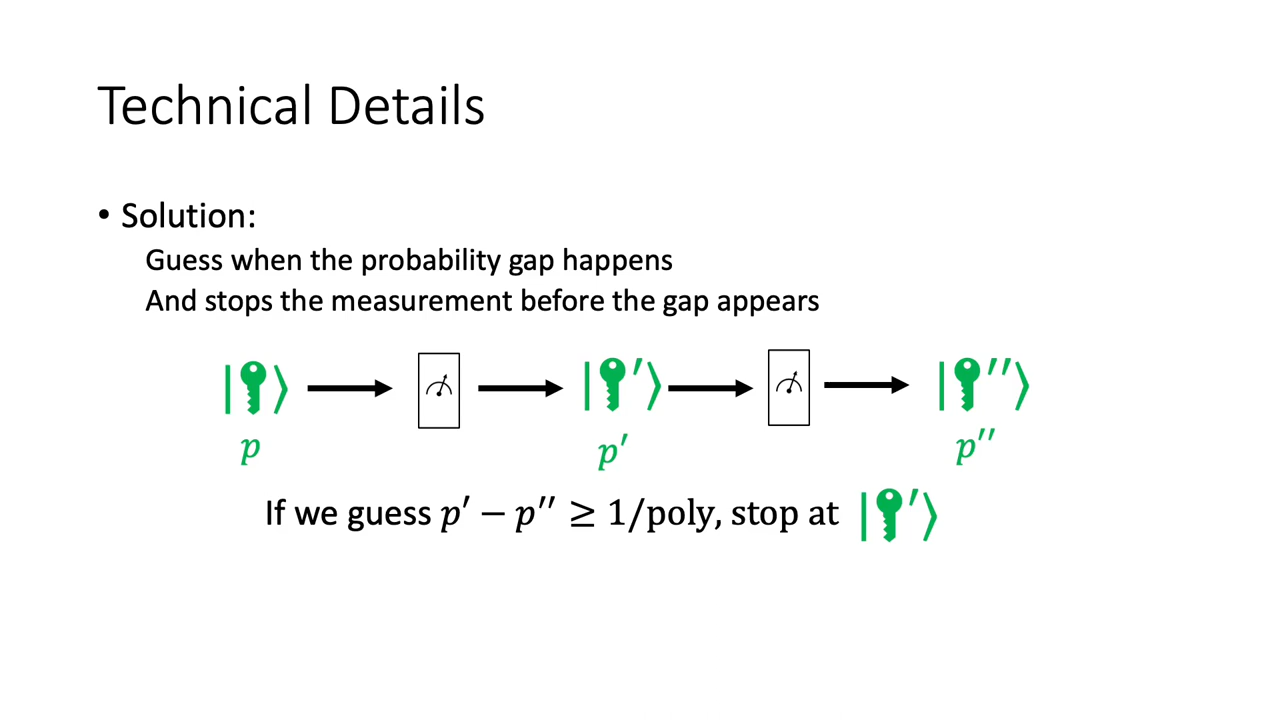 Technical Details
• Solution:
Guess when the probability gap happens
And stops the measurement before the gap appears
|′⟩ |′′⟩
p p′ p′′
If we guess p′ − p′′ ≥ 1/poly, stop at |′⟩